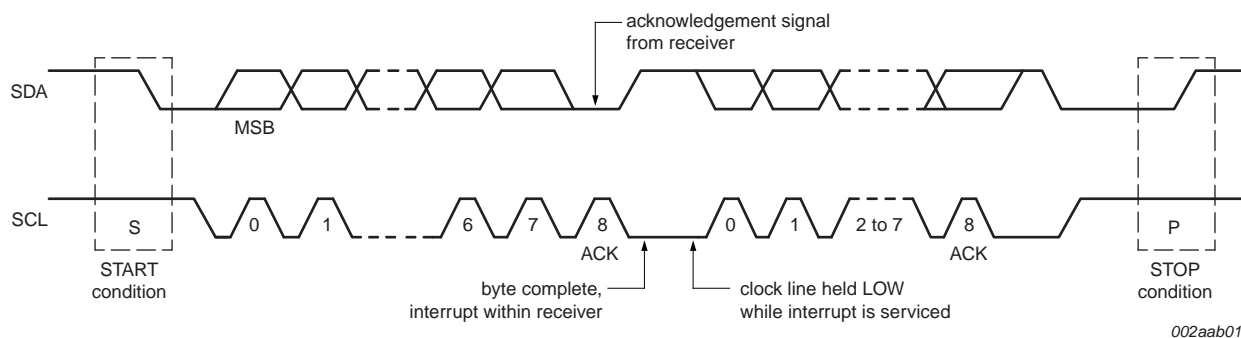 acknowledgement signal
from receiver
SDA
MSB
SCL
S
0
1
6
7
8
0
1
2 to 7
8
P
ACK
ACK
START
condition
byte complete,
interrupt within receiver
clock line held LOW
while interrupt is serviced
STOP
condition
002aab01